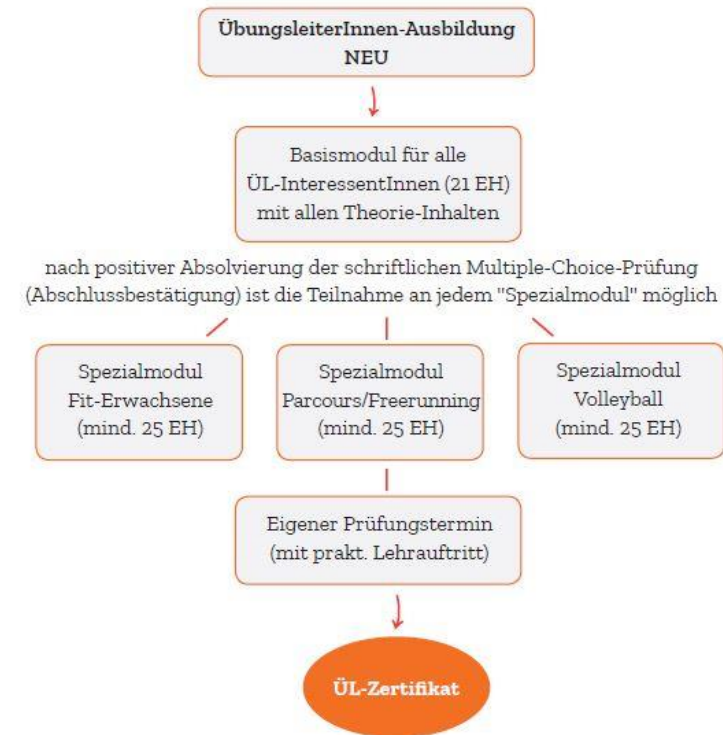 ÜbungsleiterInnen-Ausbildung
NEU
Basismodul für alle
ÜL-InteressentInnen (21 EH)
mit allen Theorie-Inhalten
nach positiver Absolvierung der schriftlichen Multiple-Choice-Prüfung
(Abschlussbestätigung) ist die Teilnahme an jedem "Spezialmodul" möglich
Spezialmodul
Fit-Erwachsene
(mind. 25 EH)
Spezialmodul
Parcours/Freerunning
(mind. 25 EH)
Spezialmodul
Volleyball
(mind. 25 EH)
Eigener Prüfungstermin
(mit prakt. Lehrauftritt)
ÜL-Zertifikat